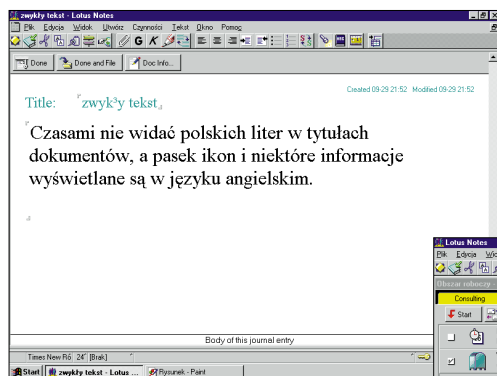 zwykły tekst - Lotus Notes
Plik Edycja Widok Utwórz Czynności Tekst Okno Pomoc
Done Done and File Doc Info...
Created 09-29 21:52 Modified 09-29 21:52
Title: zwyk³y tekst
Czasami nie widać polskich liter w tytułach
dokumentów, a pasek ikon i niektóre informacje
wyświetlane są w języku angielskim.
Lotus Notes
Plik Edycja
Obszar roboczy -
Consulting
Start
Body of this journal entry
Times New Ro 24 [Brak]
Start zwykły tekst - Lotus ... Rysunek - Paint